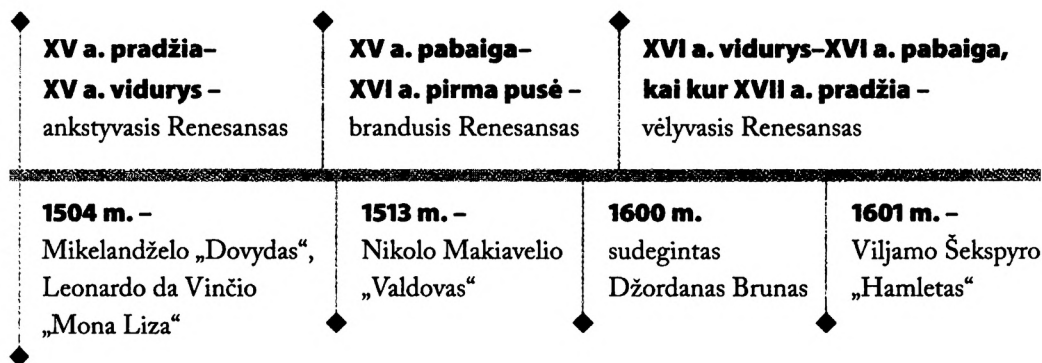 XV a. pradžia–
XV a. vidurys –
ankstyvasis Renesansas
XV a. pabaiga–
XVI a. pirma pusė –
brandusis Renesansas
XVI a. vidurys–XVI a. pabaiga,
kai kur XVII a. pradžia –
vėlyvasis Renesansas
1504 m. –
Mikelandželo „Dovydas“,
Leonardo da Vinčio
„Mona Liza“
1513 m. –
Nikolo Makiavelio
„Valdovas“
1600 m.
sudegintas
Džordanas Brunas
1601 m. –
Viljamo Šekspyro
„Hamletas“